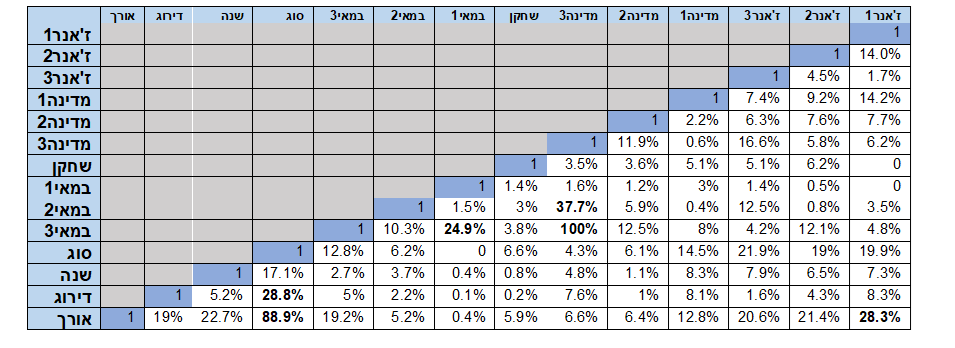 ז'אנר1 ז'אנר2 ז'אנר3 מדינה1 מדינה2 מדינה3 שחקן במאי1 במאי2 במאי3 סוג שנה דירוג אורך
ז'אנר1 1
ז'אנר2 1 14.0%
ז'אנר3 1 4.5% 1.7%
מדינה1 1 7.4% 9.2% 14.2%
מדינה2 1 2.2% 6.3% 7.6% 7.7%
מדינה3 1 11.9% 0.6% 16.6% 5.8% 6.2%
שחקן 1 3.5% 3.6% 5.1% 5.1% 6.2% 0
במאי1 1 1.4% 1.6% 1.2% 3% 1.4% 0.5% 0
במאי2 1 1.5% 3% 37.7% 5.9% 0.4% 12.5% 0.8% 3.5%
במאי3 1 10.3% 24.9% 3.8% 100% 12.5% 8% 4.2% 12.1% 4.8%
סוג 1 12.8% 6.2% 0 6.6% 4.3% 6.1% 14.5% 21.9% 19% 19.9%
שנה 1 17.1% 2.7% 3.7% 0.4% 0.8% 4.8% 1.1% 8.3% 7.9% 6.5% 7.3%
דירוג 1 5.2% 28.8% 5% 2.2% 0.1% 0.2% 7.6% 1% 8.1% 1.6% 4.3% 8.3%
אורך 1 19% 22.7% 88.9% 19.2% 5.2% 0.4% 5.9% 6.6% 6.4% 12.8% 20.6% 21.4% 28.3%